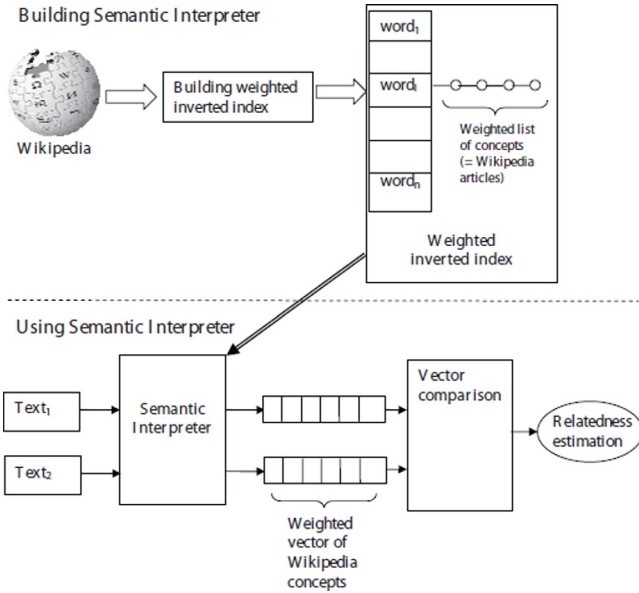 Building Semantic Interpreter
Wikipedia
Building weighted
inverted index
word1
wordi
wordn
Weighted list
of concepts
(= Wikipedia
articles)
Weighted
inverted index
Using Semantic Interpreter
Text1
Text2
Semantic
Interpreter
Weighted
vector of
Wikipedia
concepts
Vector
comparison
Relatedness
estimation